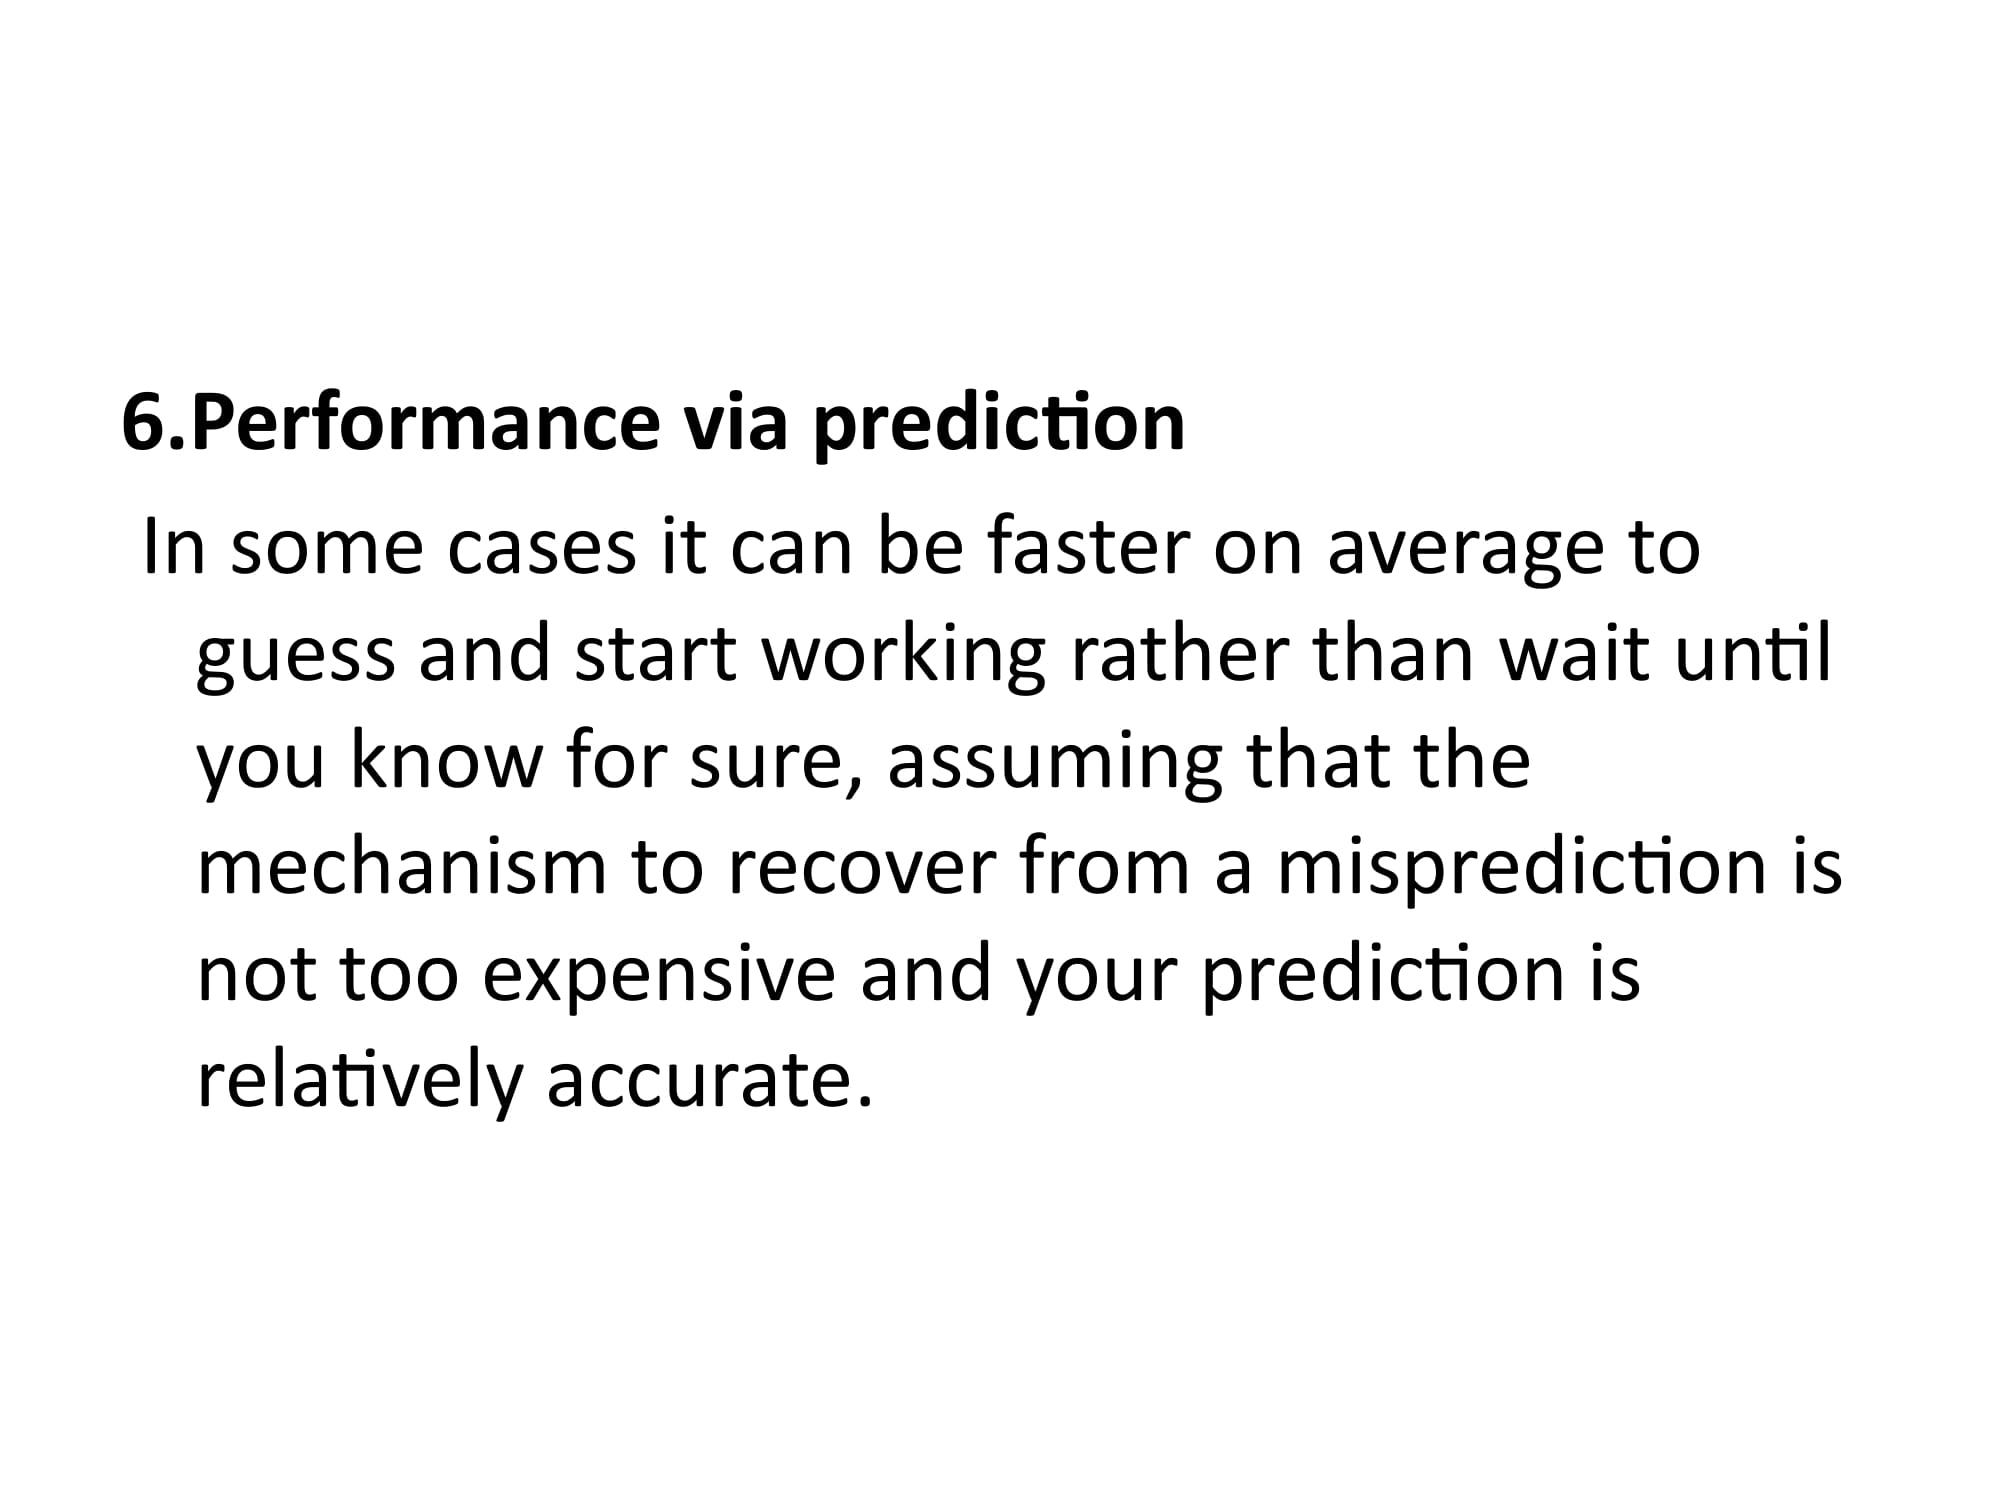 6.Performance via prediction
In some cases it can be faster on average to
guess and start working rather than wait until
you know for sure, assuming that the
mechanism to recover from a misprediction is
not too expensive and your prediction is
relatively accurate.